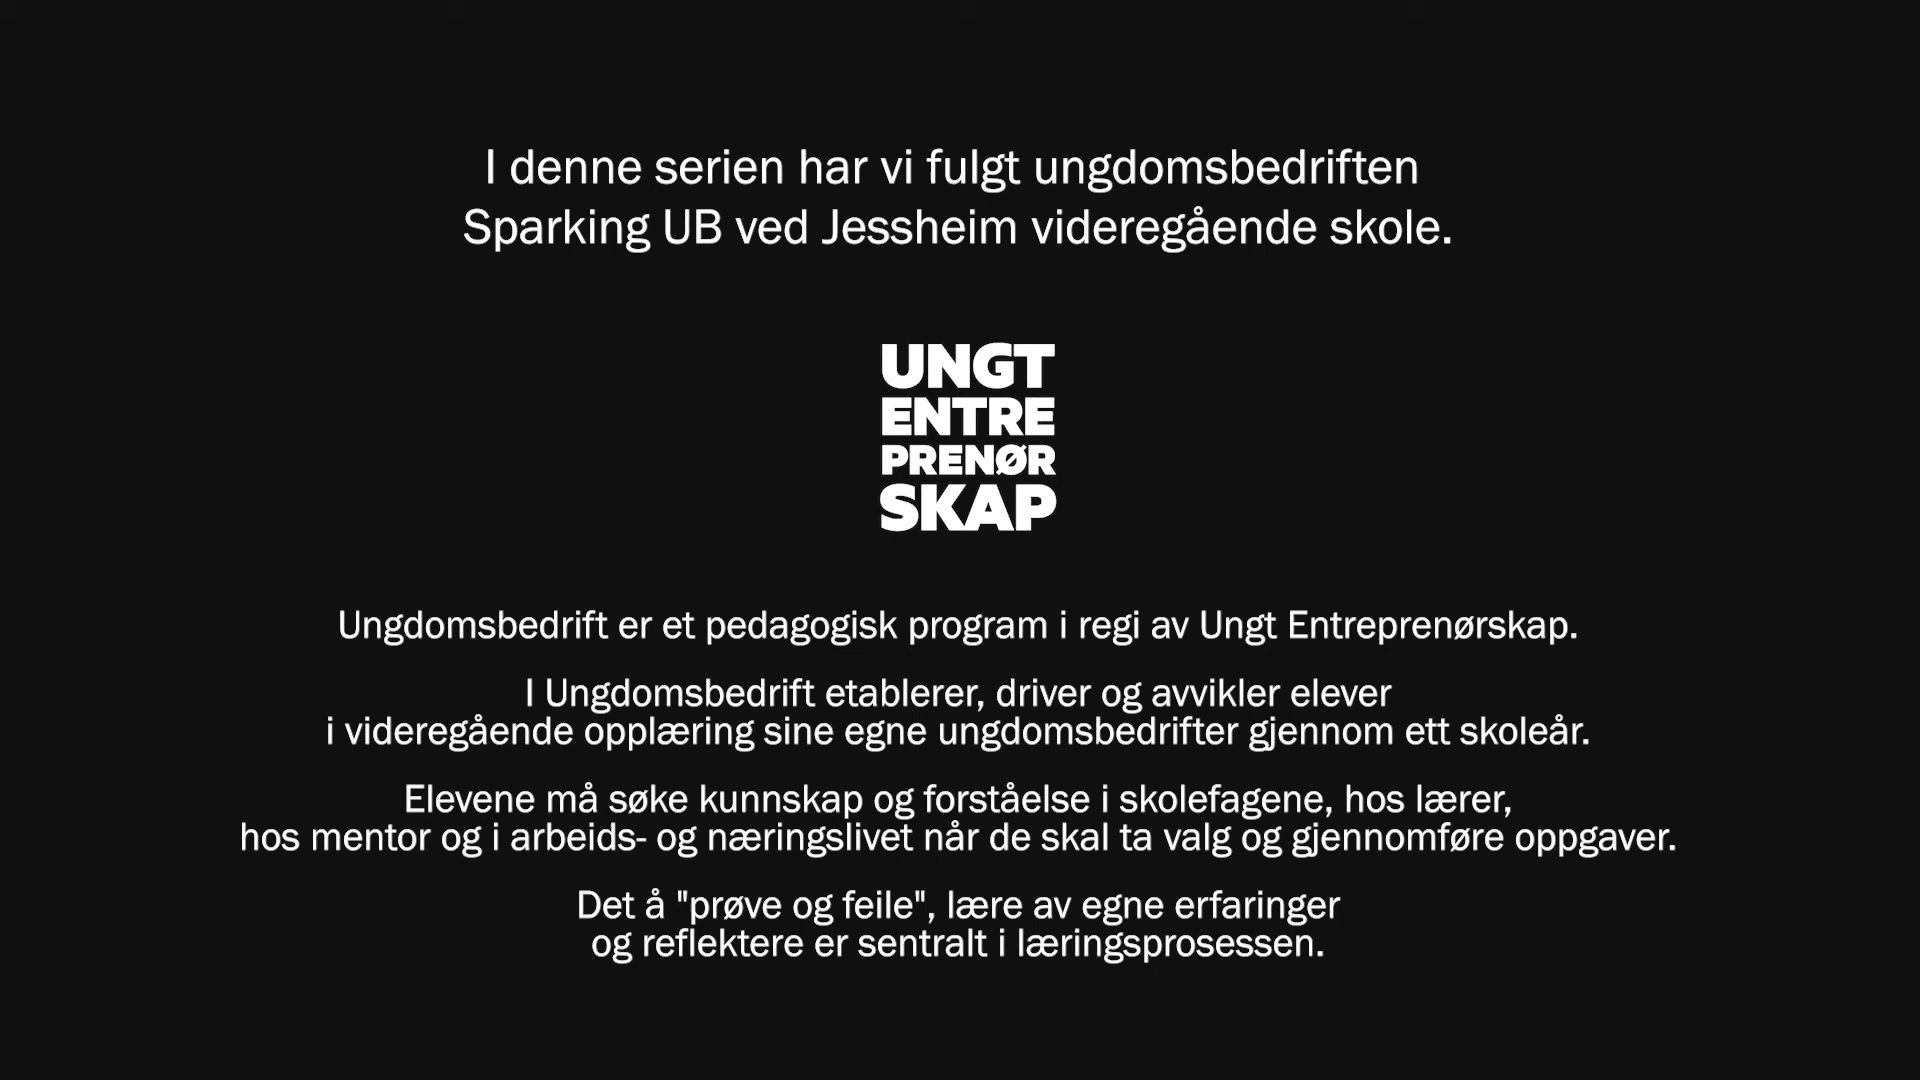 I denne serien har vi fulgt ungdomsbedriften
Sparking UB ved Jessheim videregående skole.
UNGT
ENTRE
PRENØR
SKAP
Ungdomsbedrift er et pedagogisk program i regi av Ungt Entreprenørskap.
I Ungdomsbedrift etablerer, driver og avvikler elever
i videregående opplæring sine egne ungdomsbedrifter gjennom ett skoleår.
Elevene må søke kunnskap og forståelse i skolefagene, hos lærer,
hos mentor og i arbeids- og næringslivet når de skal ta valg og gjennomføre oppgaver.
Det å "prøve og feile", lære av egne erfaringer
og reflektere er sentralt i læringsprosessen.